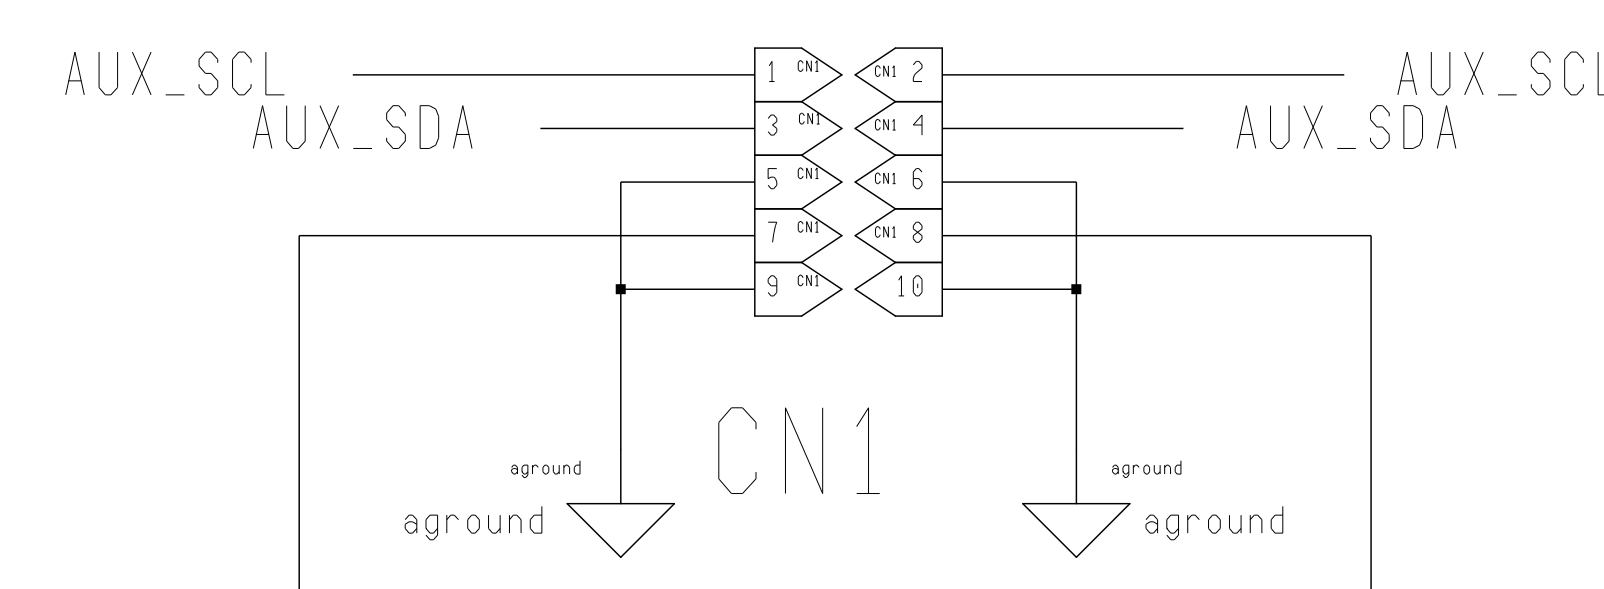 AUX_SCL
1 CN1
CN1 2
AUX_SCL
AUX_SDA
3 CN1
CN1 4
AUX_SDA
5 CN1
CN1 6
7 CN1
CN1 8
9 CN1
10
CN1
aground
aground
aground
aground